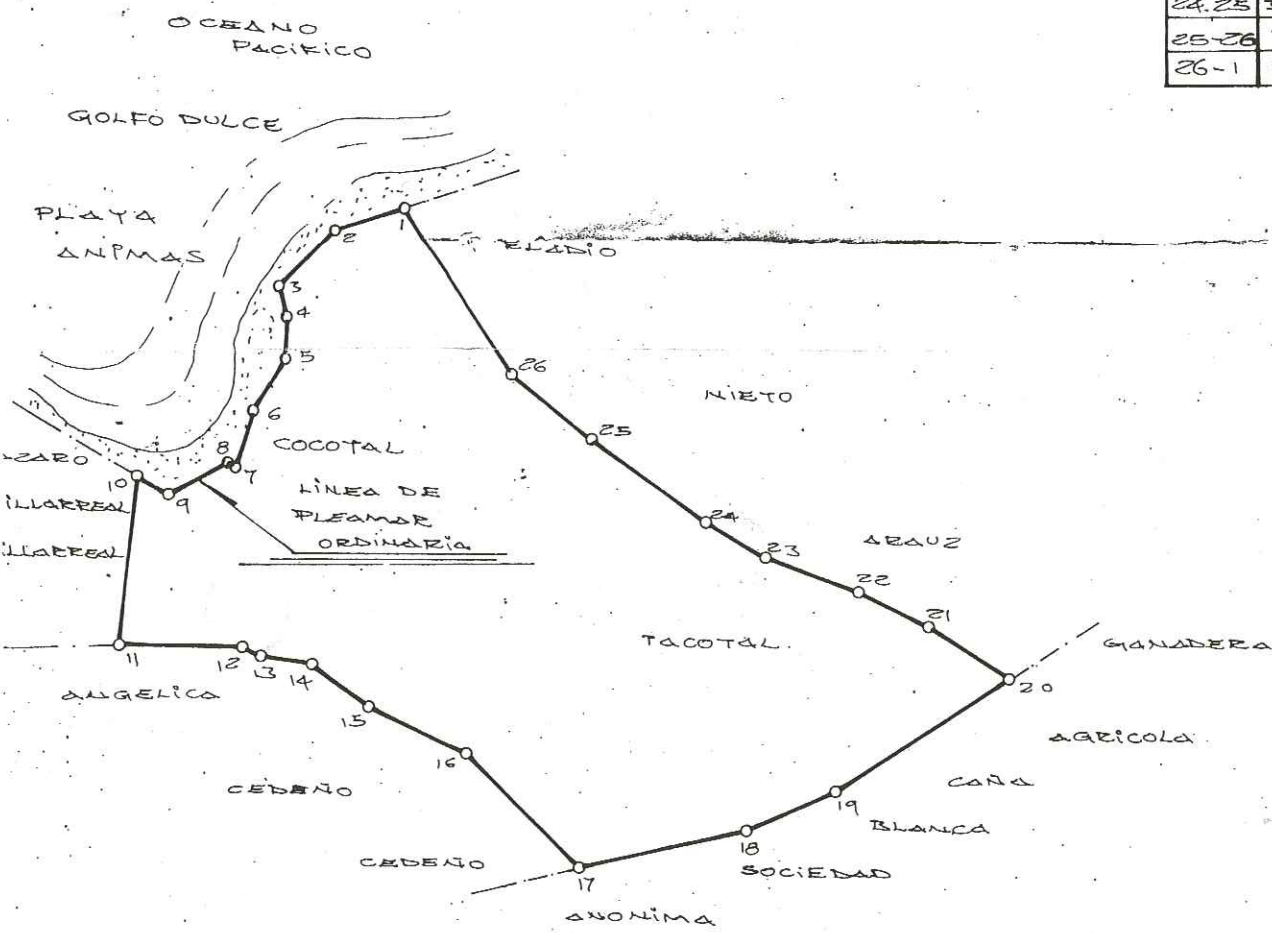 OCEANO
PACIFICO
24.25
25-26
26-1
GOLFO DULCE
PLAYA
ANIMAS
1
2
ELADIO
3
4
5
26
6
NIETO
25
COCOTAL
8
7
10
9
LINEA DE
PLEAMAR
ORDINARIA
ILLARREAL
ILLARREAL
24
23
ARAUZ
22
21
TACOTAL.
GANADERA
11
12
13
14
20
ANGELICA
15
AGRICOLA
16
CEDEÑO
CAÑA
19
BLANCA
18
CEDEÑO
17
SOCIEDAD
ANONIMA